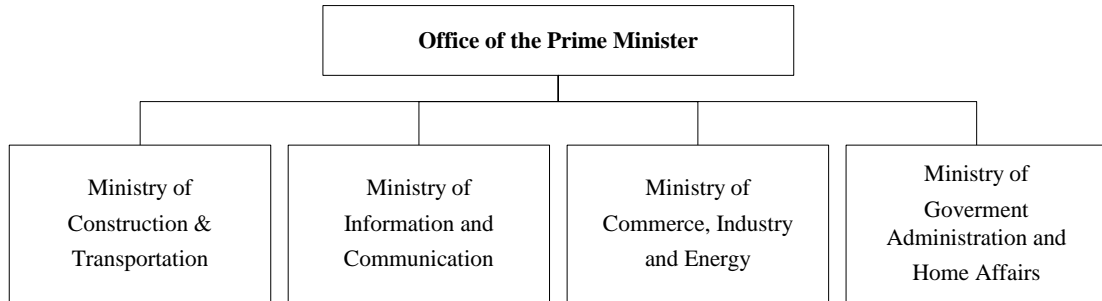 Office of the Prime Minister
Ministry of
Construction &
Transportation
Ministry of
Information and
Communication
Ministry of
Commerce, Industry
and Energy
Ministry of
Goverment
Administration and
Home Affairs